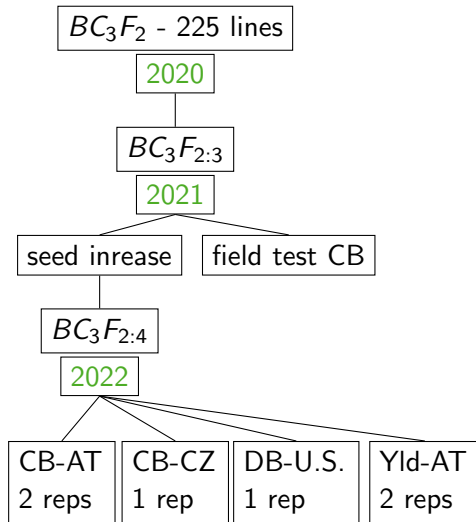 BC₃F₂ - 225 lines
2020
BC₃F₂:₃
2021
seed inrease
field test CB
BC₃F₂:₄
2022
CB-AT
2 reps
CB-CZ
1 rep
DB-U.S.
1 rep
Yld-AT
2 reps